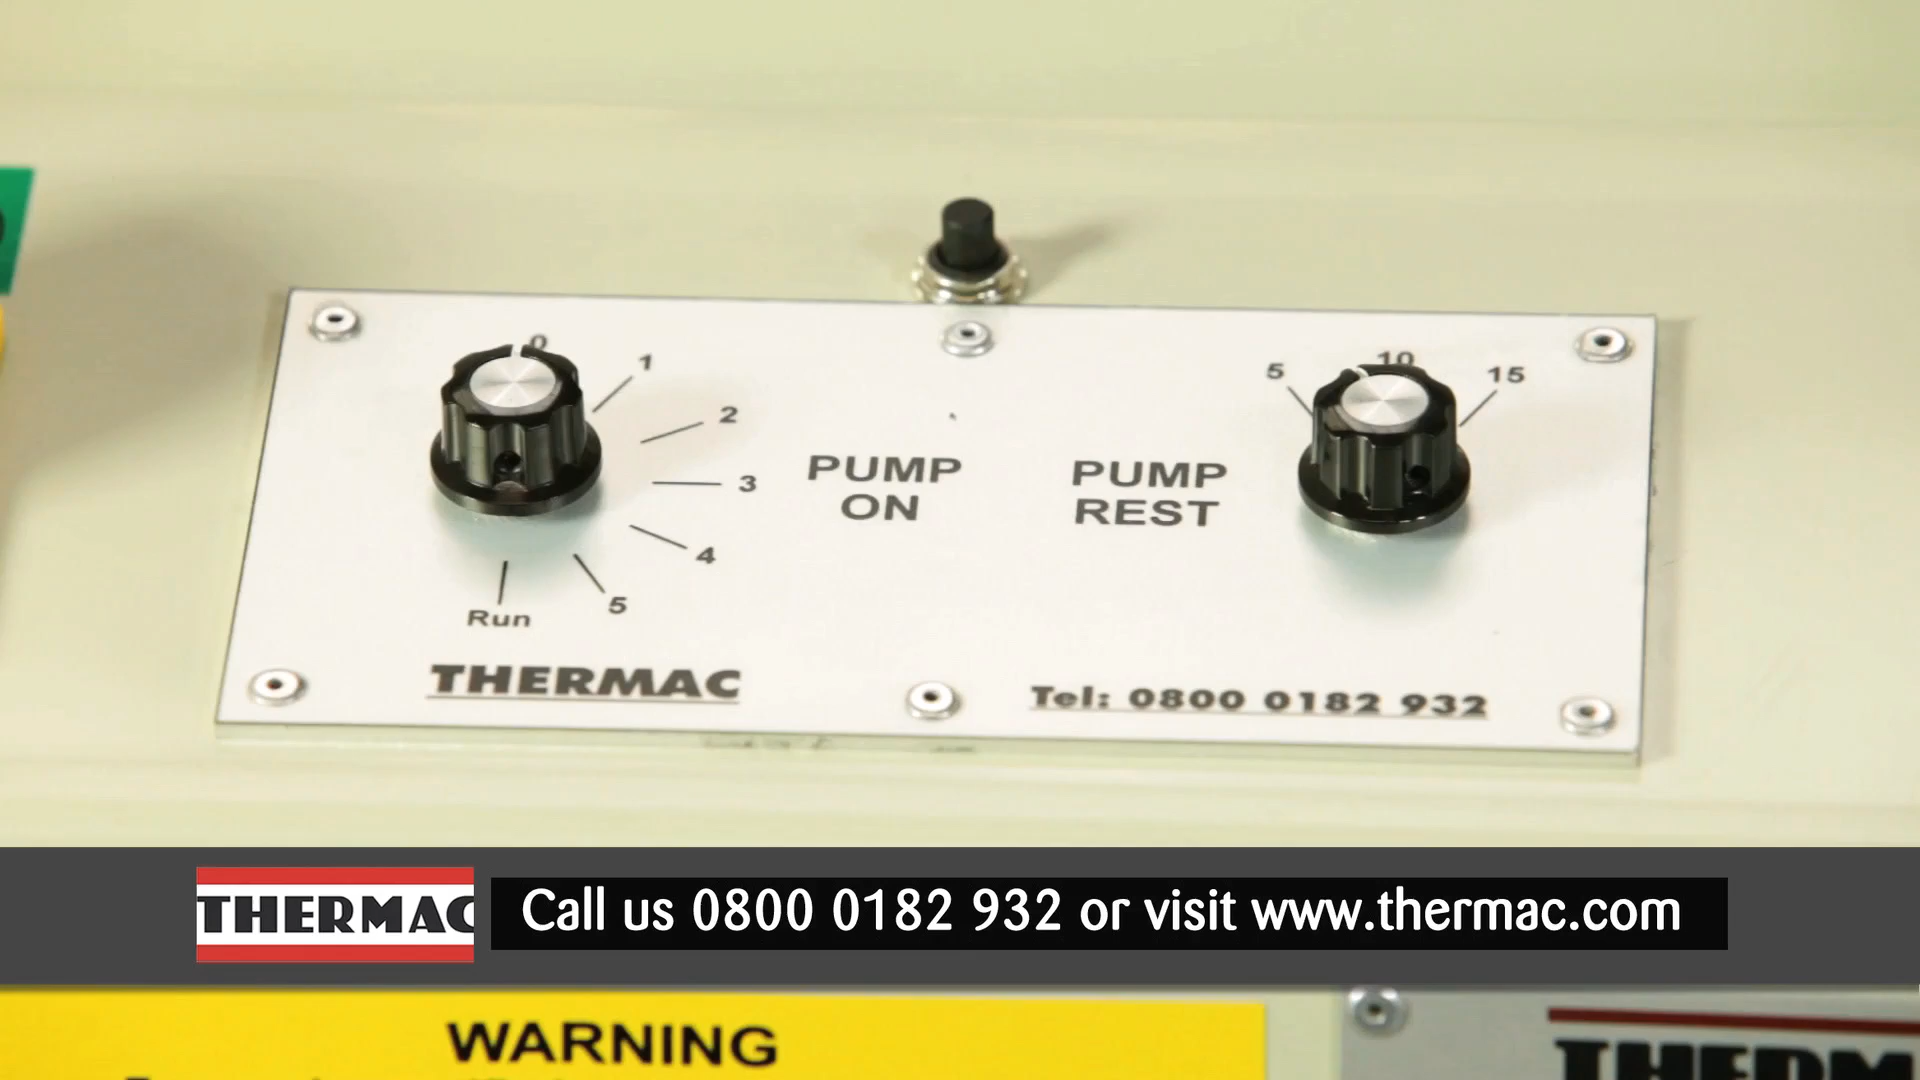 0
1
2
3
4
5
Run
PUMP
ON
PUMP
REST
5
10
15
THERMAC
Tel: 0800 0182 932
THERMAC
Call us 0800 0182 932 or visit www.thermac.com
WARNING